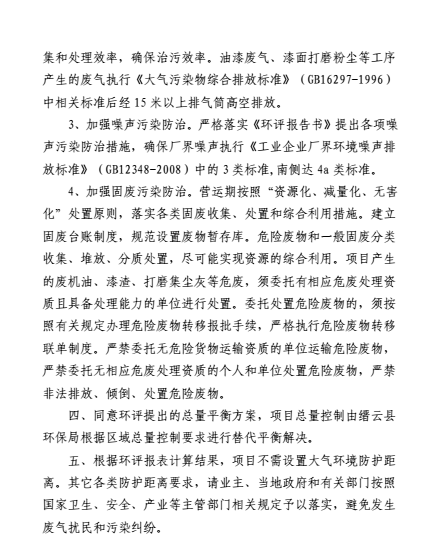 集和处理效率，确保治污效率。油漆废气、漆面打磨粉尘等工序
产生的废气执行《大气污染物综合排放标准》（GB16297-1996）
中相关标准后经 15 米以上排气筒高空排放。
3、加强噪声污染防治。严格落实《环评报告书》提出各项噪
声污染防治措施，确保厂界噪声执行《工业企业厂界环境噪声排
放标准》（GB12348-2008）中的 3 类标准,南侧达 4a 类标准。
4、加强固废污染防治。营运期按照“资源化、减量化、无害
化”处置原则，落实各类固废收集、处置和综合利用措施。建立
固废台账制度，规范设置废物暂存库。危险废物和一般固废分类
收集、堆放、分质处置，尽可能实现资源的综合利用。项目产生
的废机油、漆渣、打磨集尘灰等危废，须委托有相应危废处理资
质且具备处理能力的单位进行处置。委托处置危险废物的，须按
照有关规定办理危险废物转移报批手续，严格执行危险废物转移
联单制度。严禁委托无危险货物运输资质的单位运输危险废物，
严禁委托无相应危废处理资质的个人和单位处置危险废物，严禁
非法排放、倾倒、处置危险废物。
四、同意环评提出的总量平衡方案，项目总量控制由缙云县
环保局根据区域总量控制要求进行替代平衡解决。
五、根据环评报表计算结果，项目不需设置大气环境防护距
离。其它各类防护距离要求，请业主、当地政府和有关部门按照
国家卫生、安全、产业等主管部门相关规定予以落实，避免发生
废气扰民和污染纠纷。